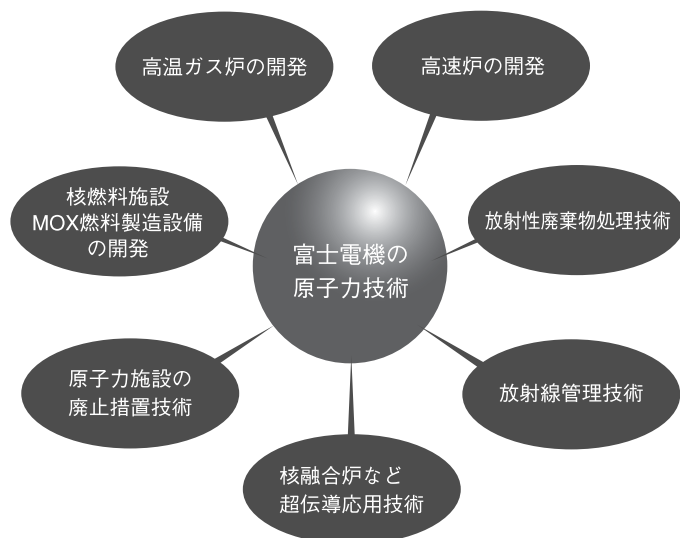 高温ガス炉の開発
高速炉の開発
核燃料施設
MOX燃料製造設備
の開発
放射性廃棄物処理技術
富士電機の
原子力技術
原子力施設の
廃止措置技術
放射線管理技術
核融合炉など
超伝導応用技術